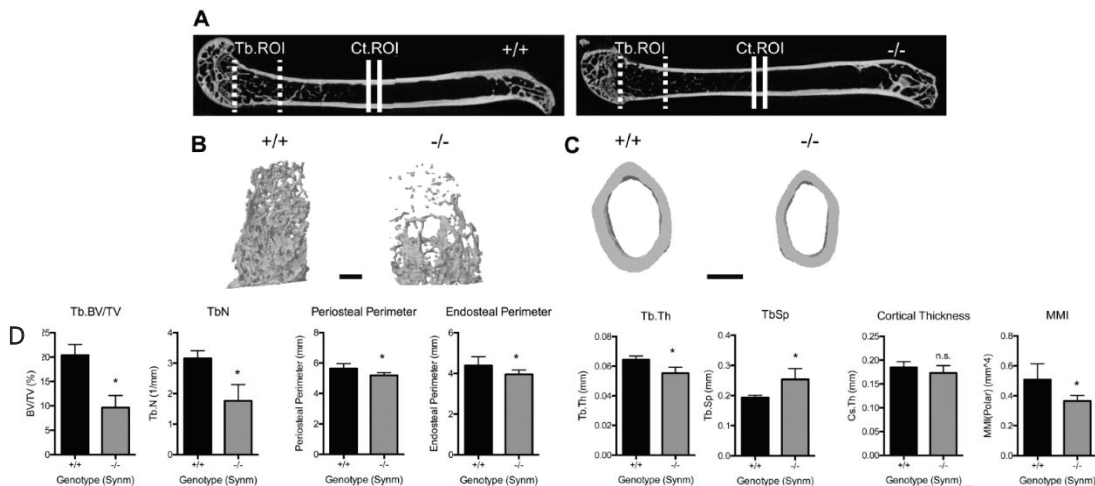 A
Tb.ROI Ct.ROI +/+
Tb.ROI Ct.ROI -/-
B +/+ -/-
C +/+ -/-
D
Tb.BV/TV
BV/TV (%)
25
20
15
10
5
0
*
+/+ -/-
Genotype (Synm)
TbN
Tb.N (1/mm)
4
3
2
1
0
*
+/+ -/-
Genotype (Synm)
Periosteal Perimeter
Periosteal Perimeter (mm)
8
6
4
2
0
*
+/+ -/-
Genotype (Synm)
Endosteal Perimeter
Endosteal Perimeter (mm)
6
4
2
0
*
+/+ -/-
Genotype (Synm)
Tb.Th
Tb.Th (mm)
0.08
0.06
0.04
0.02
0.00
*
+/+ -/-
Genotype (Synm)
TbSp
Tb.Sp (mm)
0.4
0.3
0.2
0.1
0.0
*
+/+ -/-
Genotype (Synm)
Cortical Thickness
Cs.Th (mm)
0.25
0.20
0.15
0.10
0.05
0.00
n.s.
+/+ -/-
Genotype (Synm)
MMI
MMI(Polar) (mm^4)
0.8
0.6
0.4
0.2
0.0
*
+/+ -/-
Genotype (Synm)